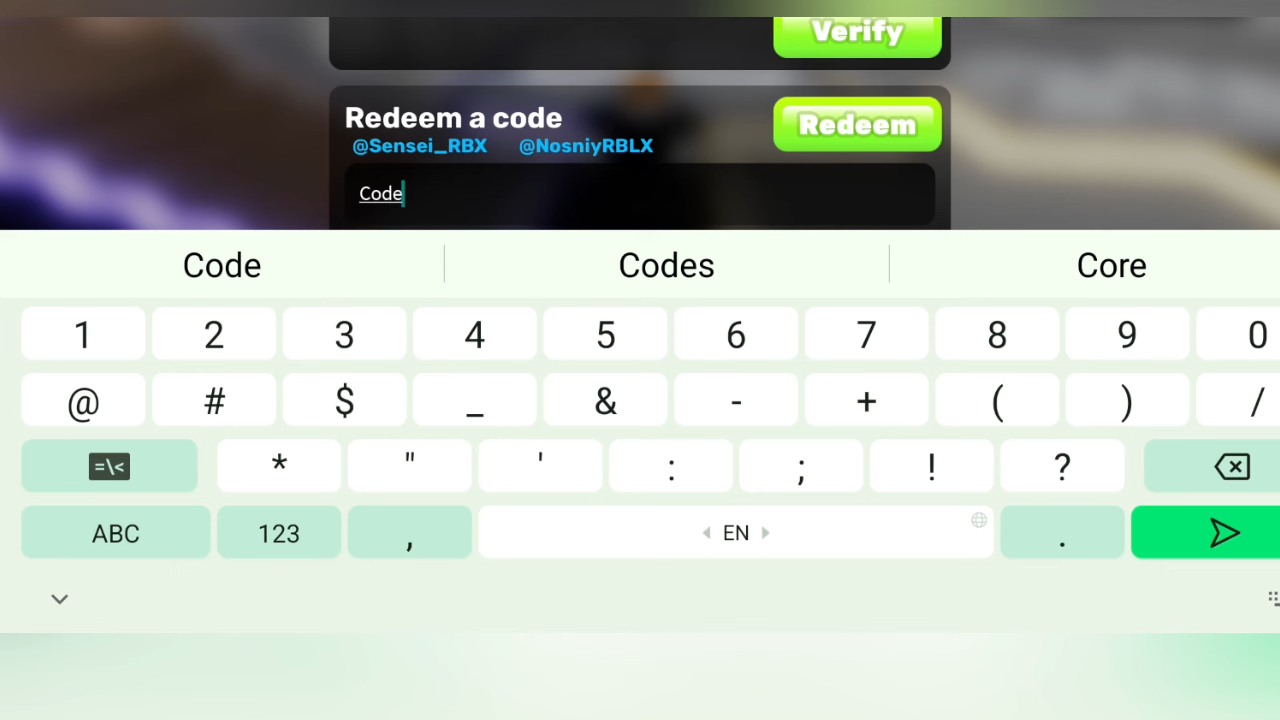 Verify
Redeem a code
Redeem
@Sensei_RBX @NosniyRBLX
Code
Code Codes Core
1 2 3 4 5 6 7 8 9 0
@ # $ _ & - + ( ) /
=\< * " ' : ; ! ?
ABC 123 , EN .